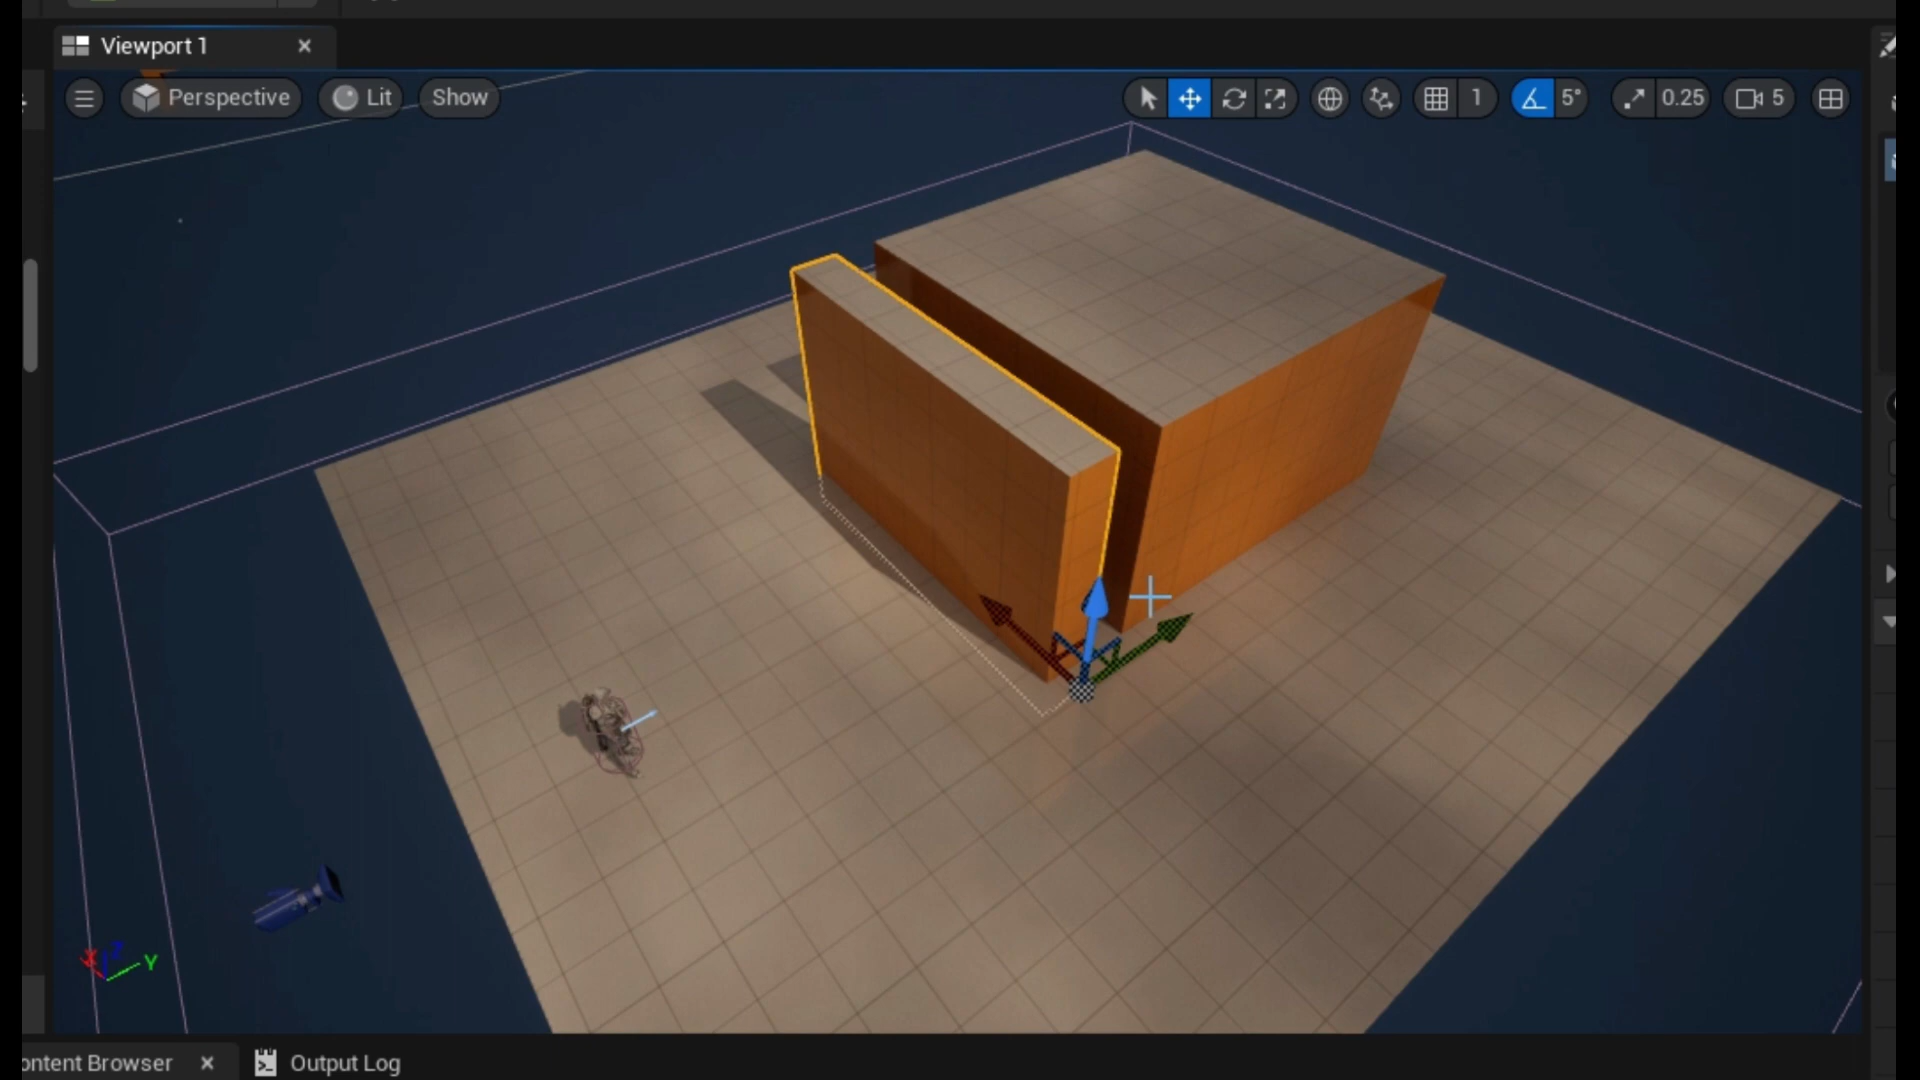 Viewport 1
Perspective
Lit
Show
1
5°
0.25
5
X
Z
Y
ontent Browser
Output Log